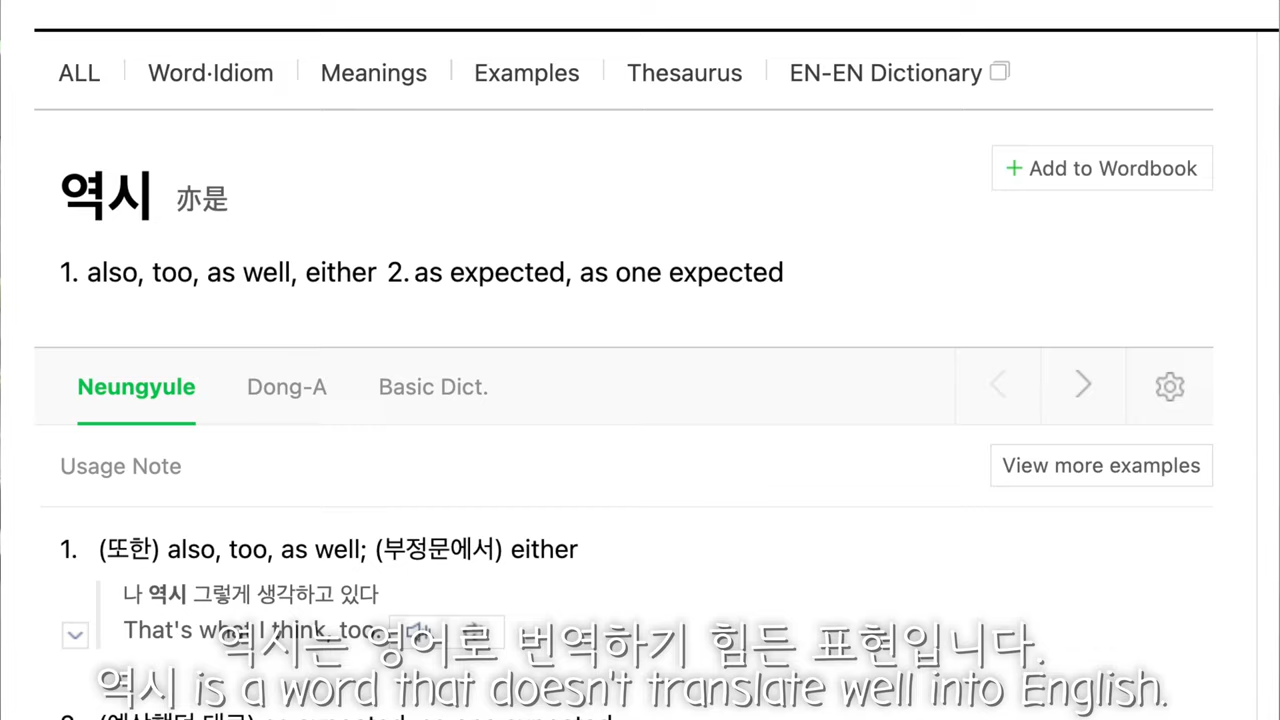 ALL Word·Idiom Meanings Examples Thesaurus EN-EN Dictionary
+ Add to Wordbook
역시 亦是
1. also, too, as well, either 2. as expected, as one expected
Neungyule Dong-A Basic Dict.
Usage Note View more examples
1. (또한) also, too, as well; (부정문에서) either
나 역시 그렇게 생각하고 있다
That's what I think, too.
역시는 영어로 번역하기 힘든 표현입니다.
역시 is a word that doesn't translate well into English.